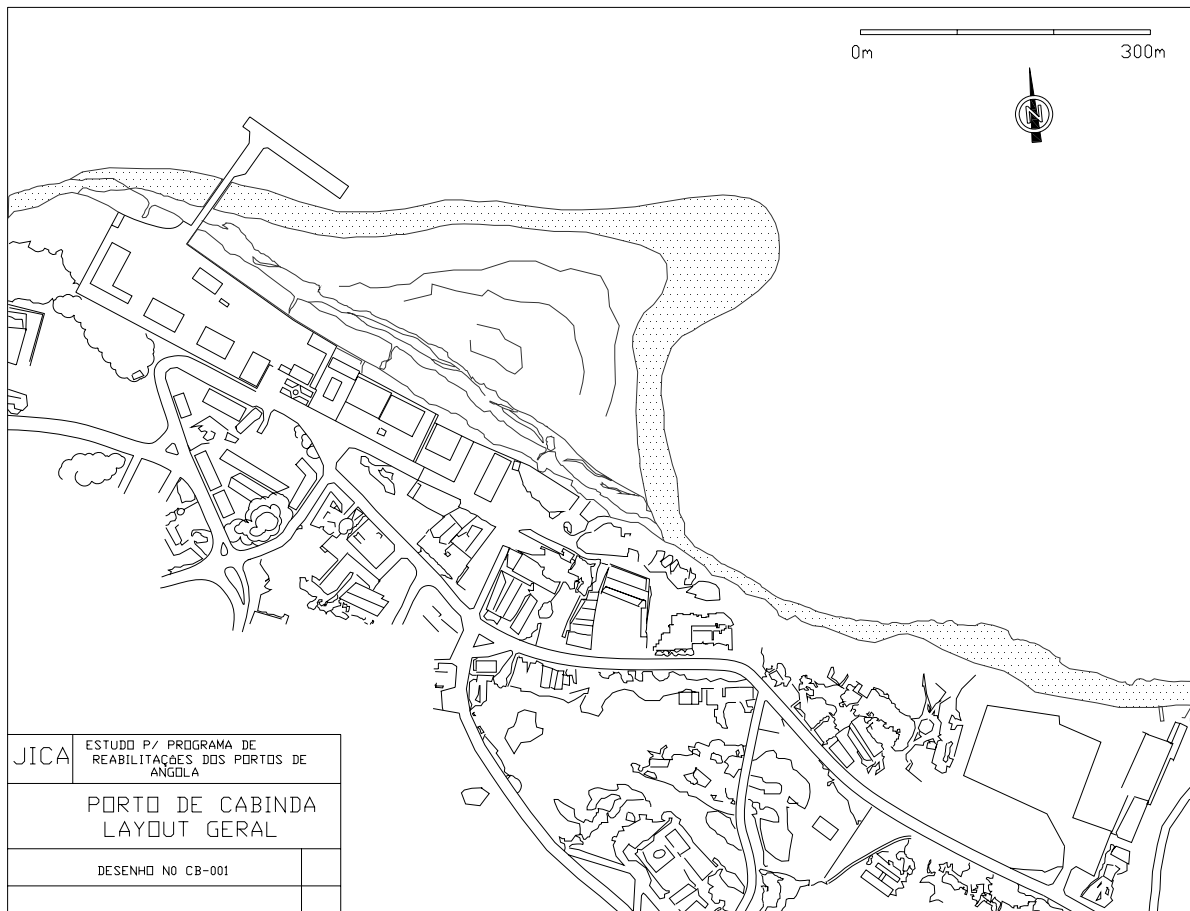 0m 300m
N
JICA
ESTUDO P/ PROGRAMA DE
REABILITAÇÃES DOS PORTOS DE
ANGOLA
PORTO DE CABINDA
LAYOUT GERAL
DESENHO NO CB-001